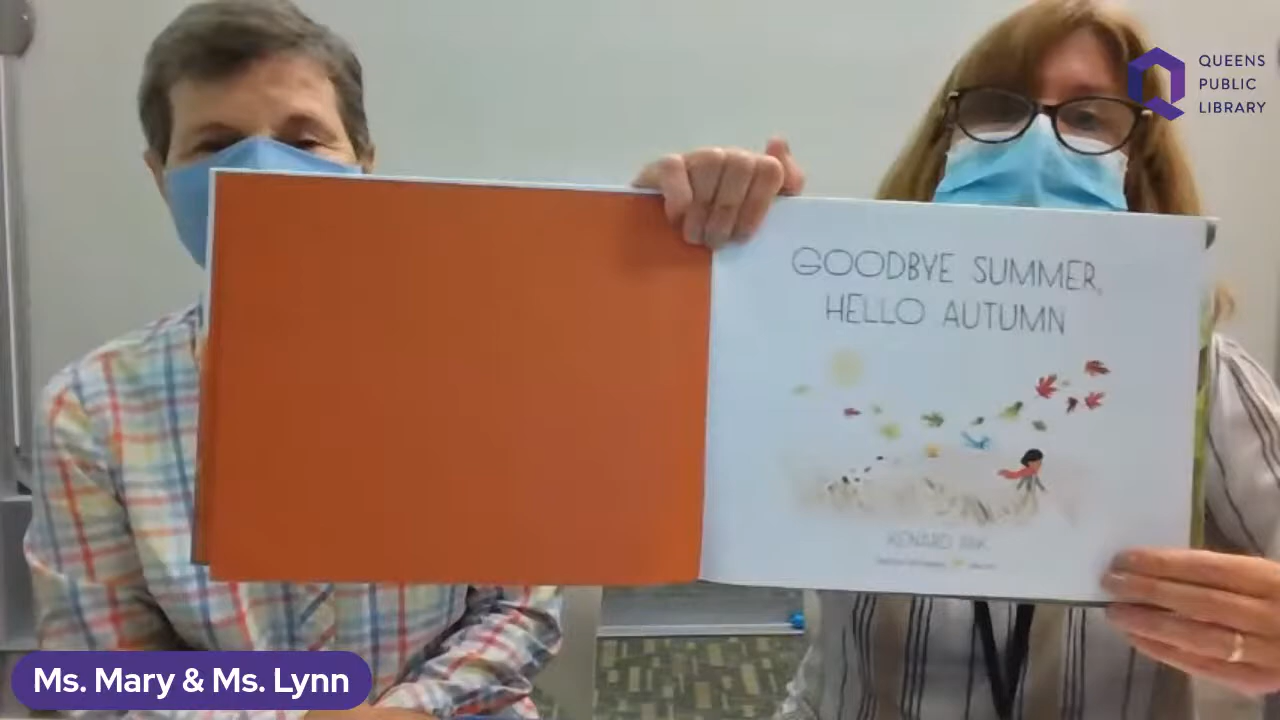 QUEENS
PUBLIC
LIBRARY
GOODBYE SUMMER,
HELLO AUTUMN
KENARD PAK
Ms. Mary & Ms. Lynn